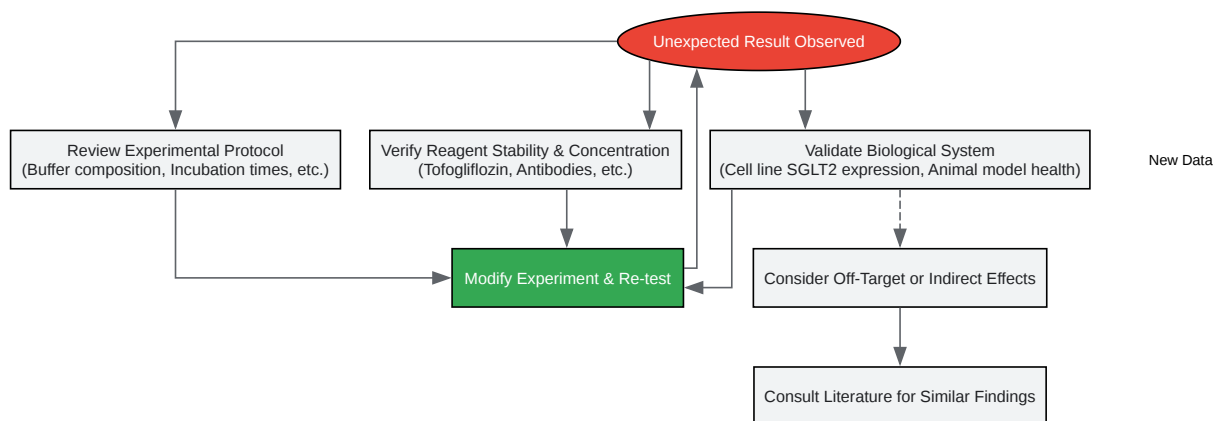 Unexpected Result Observed
Review Experimental Protocol
(Buffer composition, Incubation times, etc.)
Verify Reagent Stability & Concentration
(Tofogliflozin, Antibodies, etc.)
Validate Biological System
(Cell line SGLT2 expression, Animal model health)
New Data
Modify Experiment & Re-test
Consider Off-Target or Indirect Effects
Consult Literature for Similar Findings